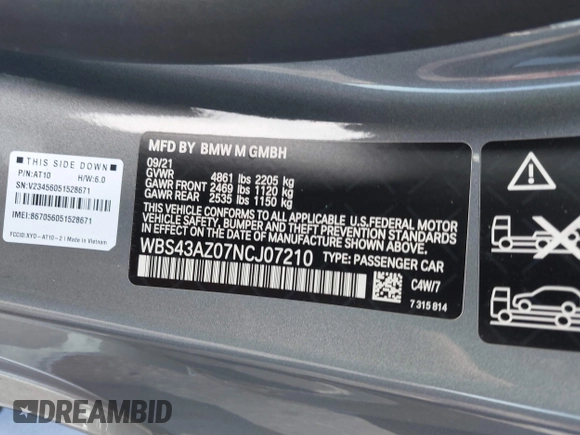 THIS SIDE DOWN
P/N:AT10 H/W:6.0
SN:V23456051528671
IMEI:867056051528671
FCCID:XYO-AT10-2 | Made in Vietnam
MFD BY BMW M GMBH
09/21
GVWR 4861 lbs 2205 kg
GAWR FRONT 2469 lbs 1120 kg
GAWR REAR 2535 lbs 1150 kg
THIS VEHICLE CONFORMS TO ALL APPLICABLE U.S. FEDERAL MOTOR
VEHICLE SAFETY, BUMPER AND THEFT PREVENTION STANDARDS
IN EFFECT ON THE DATE OF MANUFACTURE SHOWN ABOVE.
WBS43AZ07NCJ07210 TYPE: PASSENGER CAR
C4W/7
7 315 814
DREAMBID